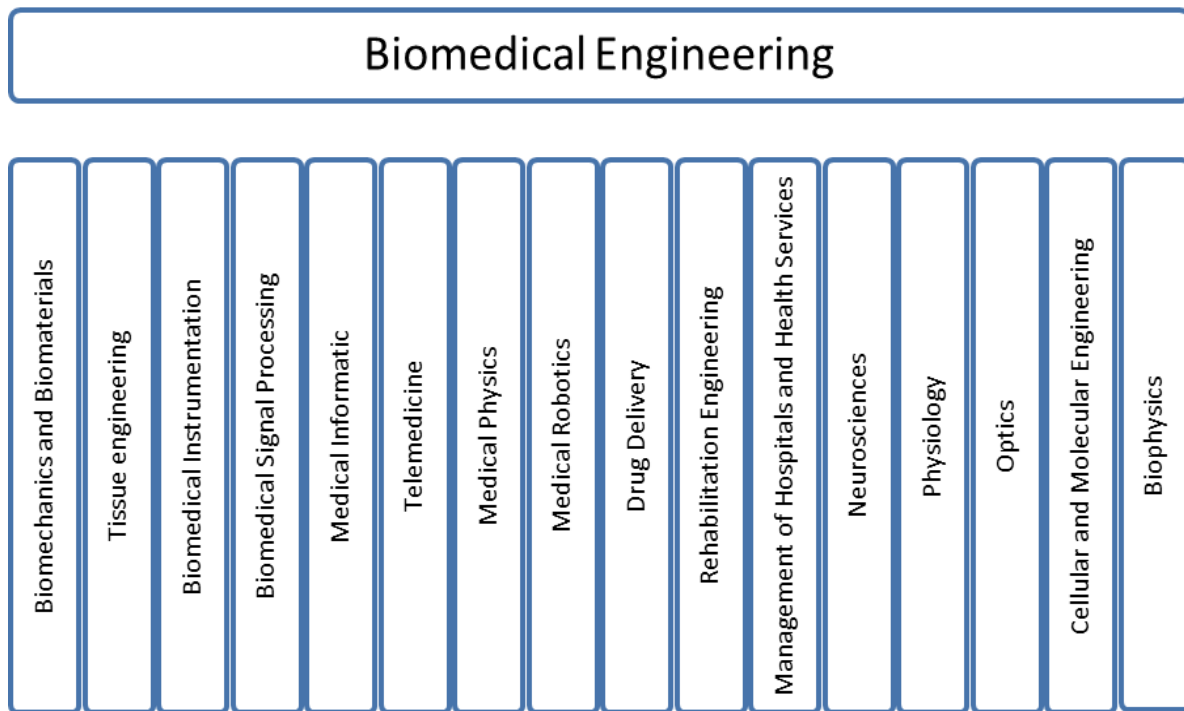 Biomedical Engineering
Biomechanics and Biomaterials
Tissue engineering
Biomedical Instrumentation
Biomedical Signal Processing
Medical Informatic
Telemedicine
Medical Physics
Medical Robotics
Drug Delivery
Rehabilitation Engineering
Management of Hospitals and Health Services
Neurosciences
Physiology
Optics
Cellular and Molecular Engineering
Biophysics